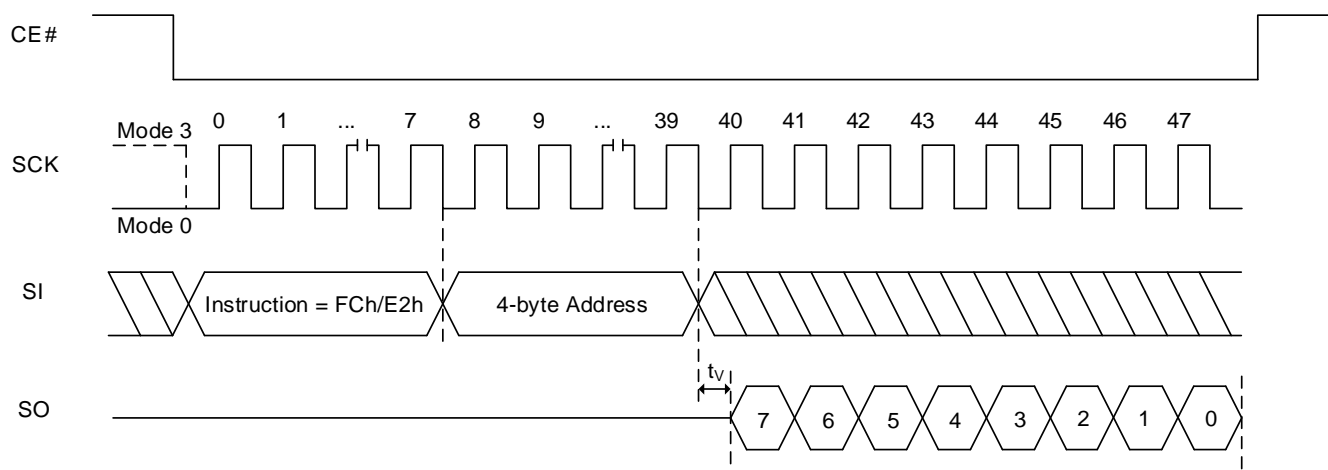 CE#
Mode 3
0 1 ... 7 8 9 ... 39 40 41 42 43 44 45 46 47
SCK
Mode 0
SI
Instruction = FCh/E2h
4-byte Address
tV
SO
7 6 5 4 3 2 1 0